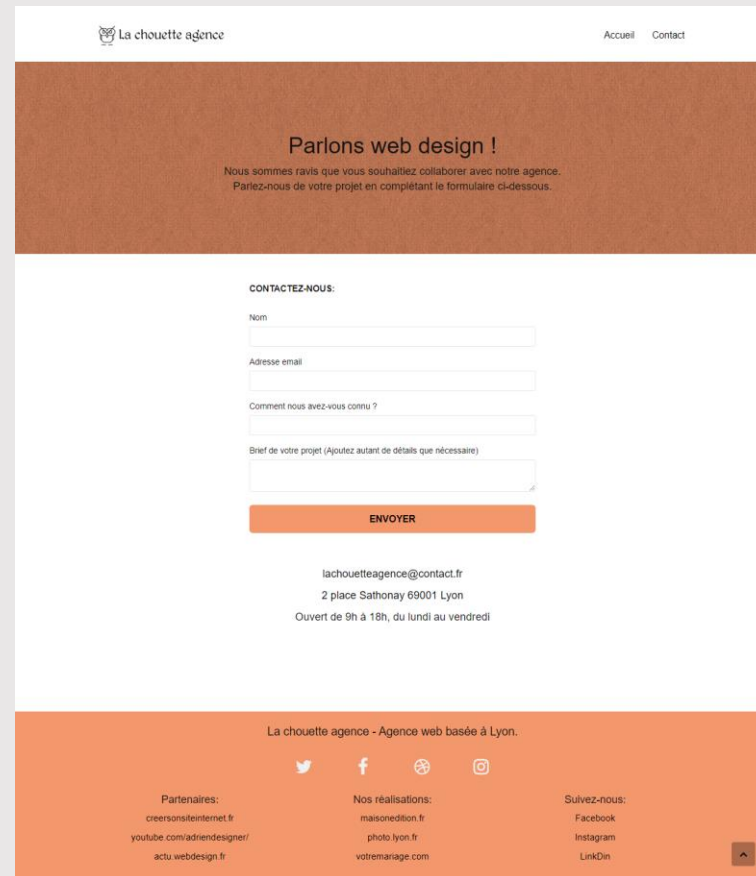 La chouette agence
Accueil Contact
Parlons web design !
Nous sommes ravis que vous souhaitiez collaborer avec notre agence.
Parlez-nous de votre projet en complétant le formulaire ci-dessous.
CONTACTEZ-NOUS:
Nom
Adresse email
Comment nous avez-vous connu ?
Brief de votre projet (Ajoutez autant de détails que nécessaire)
ENVOYER
lachouetteagence@contact.fr
2 place Sathonay 69001 Lyon
Ouvert de 9h à 18h, du lundi au vendredi
La chouette agence - Agence web basée à Lyon.
Partenaires: Nos réalisations: Suivez-nous:
creersonsiteinternet.fr maisonedition.fr Facebook
youtube.com/adriendesigner/ photo.lyon.fr Instagram
actu.webdesign.fr votremariage.com LinkDin